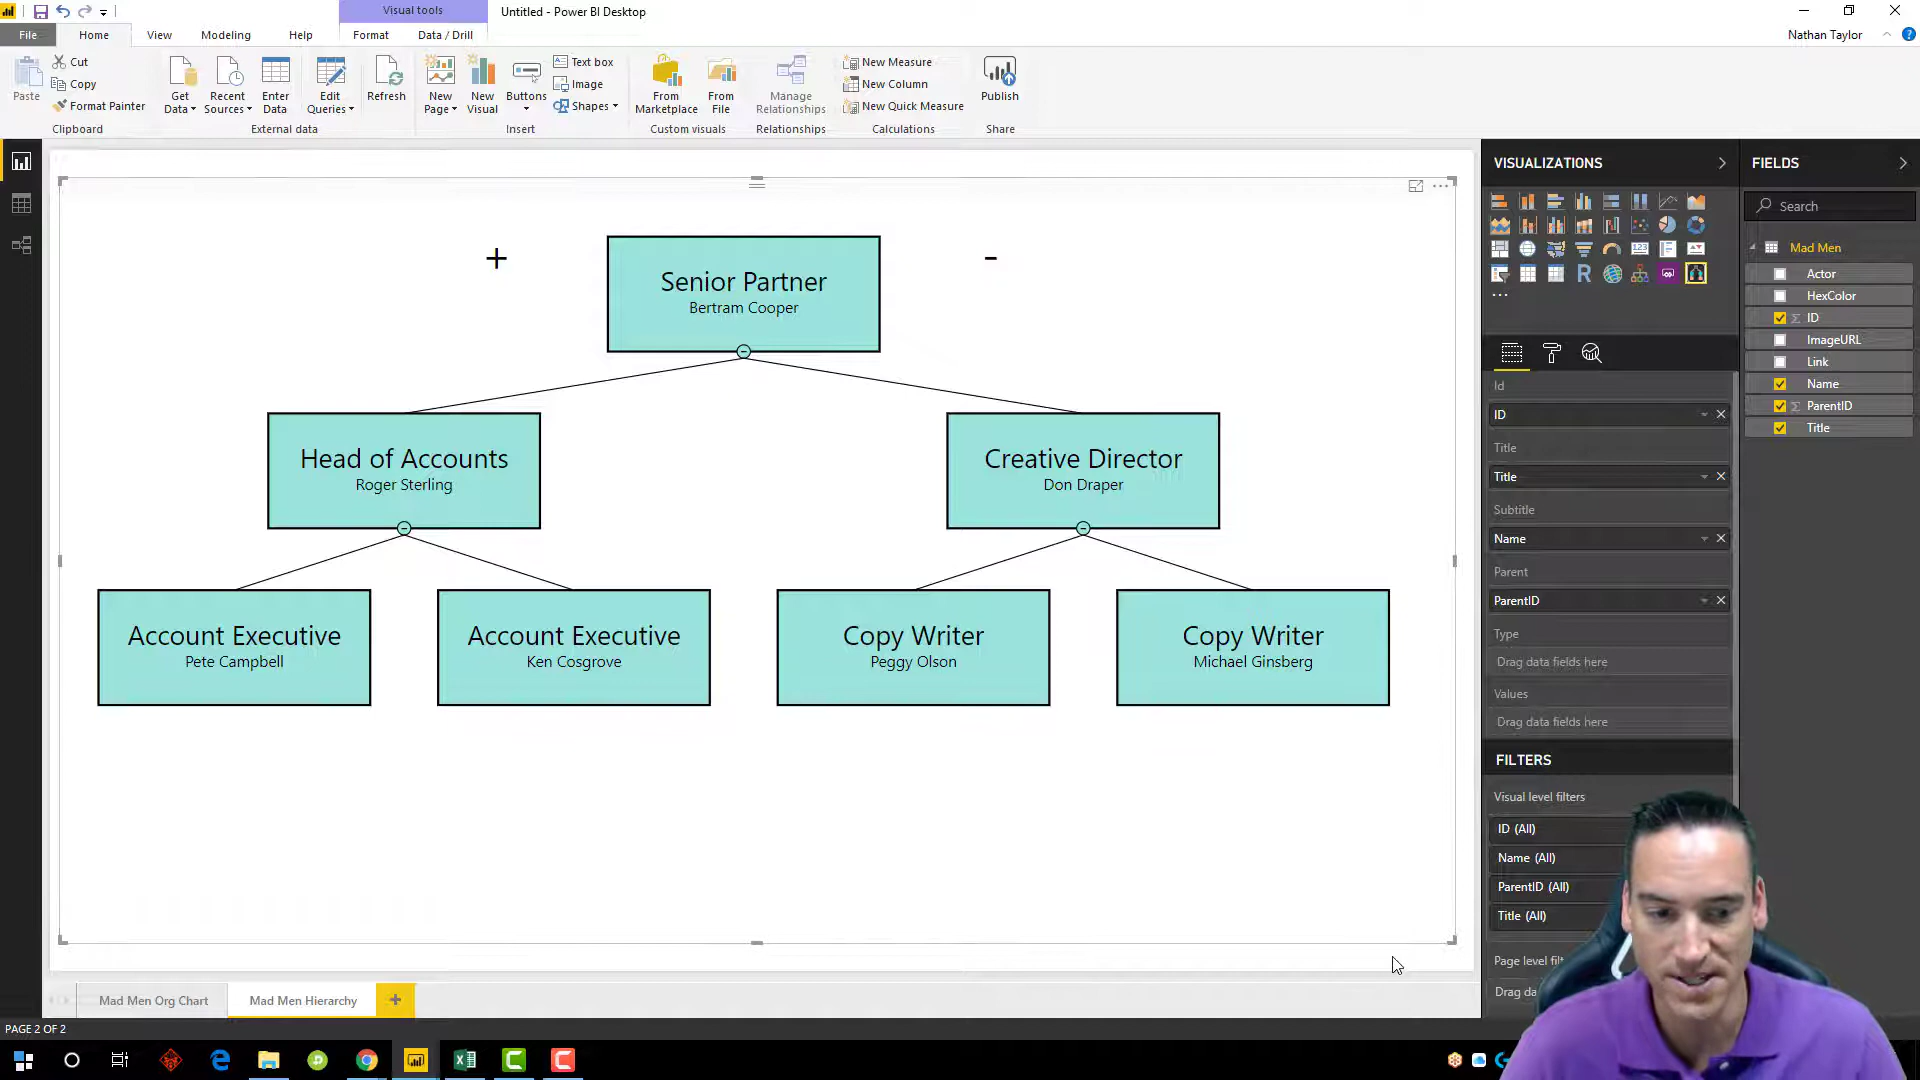 Visual tools
Untitled - Power BI Desktop
File
Home
View
Modeling
Help
Format
Data / Drill
Nathan Taylor
?
Paste
Cut
Copy
Format Painter
Clipboard
Get Data
Recent Sources
Enter Data
Edit Queries
Refresh
External data
New Page
New Visual
Buttons
Text box
Image
Shapes
Insert
From Marketplace
From File
Custom visuals
Manage Relationships
Relationships
New Measure
New Column
New Quick Measure
Calculations
Publish
Share
+
-
Senior Partner
Bertram Cooper
Head of Accounts
Roger Sterling
Creative Director
Don Draper
Account Executive
Pete Campbell
Account Executive
Ken Cosgrove
Copy Writer
Peggy Olson
Copy Writer
Michael Ginsberg
VISUALIZATIONS
Id
ID
Title
Title
Subtitle
Name
Parent
ParentID
Type
Drag data fields here
Values
Drag data fields here
FILTERS
Visual level filters
ID (All)
Name (All)
ParentID (All)
Title (All)
Page level filt
Drag da
FIELDS
Search
Mad Men
Actor
HexColor
ID
ImageURL
Link
Name
ParentID
Title
Mad Men Org Chart
Mad Men Hierarchy
+
PAGE 2 OF 2